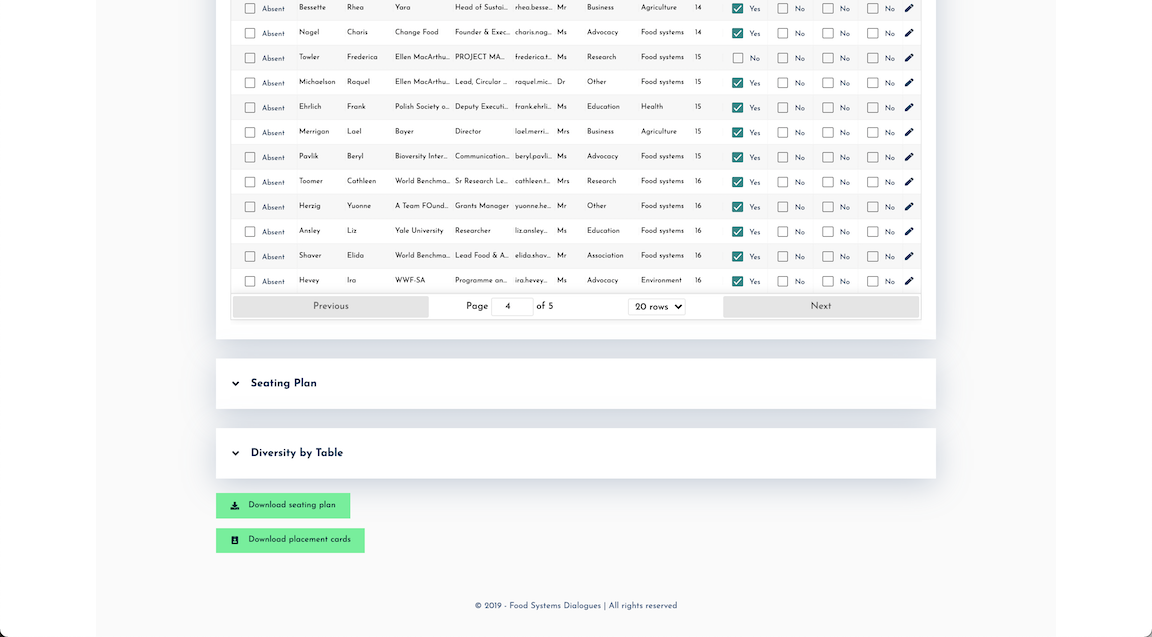 Absent Bessette Rhea Yara Head of Sustai... rhea.besse... Mr Business Agriculture 14 Yes No No No
Absent Nagel Charis Change Food Founder & Exec... charis.nag... Ms Advocacy Food systems 14 Yes No No No
Absent Towler Frederica Ellen MacArthu... PROJECT MA... frederica.t... Ms Research Food systems 15 No No No No
Absent Michaelson Raquel Ellen MacArthu... Lead, Circular ... raquel.mic... Dr Other Food systems 15 Yes No No No
Absent Ehrlich Frank Polish Society o... Deputy Executi... frank.ehrli... Ms Education Health 15 Yes No No No
Absent Merrigan Lael Bayer Director lael.merri... Mrs Business Agriculture 15 Yes No No No
Absent Pavlik Beryl Bioversity Inter... Communication... beryl.pavli... Ms Advocacy Food systems 15 Yes No No No
Absent Toomer Cathleen World Benchma... Sr Research Le... cathleen.t... Mrs Research Food systems 16 Yes No No No
Absent Herzig Yuonne A Team FOund... Grants Manager yuonne.he... Mr Other Food systems 16 Yes No No No
Absent Ansley Liz Yale University Researcher liz.ansley... Ms Education Food systems 16 Yes No No No
Absent Shaver Elida World Benchma... Lead Food & A... elida.shav... Mr Association Food systems 16 Yes No No No
Absent Hevey Ira WWF-SA Programme an... ira.hevey... Ms Advocacy Environment 16 Yes No No No
Previous Page 4 of 5 20 rows Next
Seating Plan
Diversity by Table
Download seating plan
Download placement cards
© 2019 - Food Systems Dialogues | All rights reserved